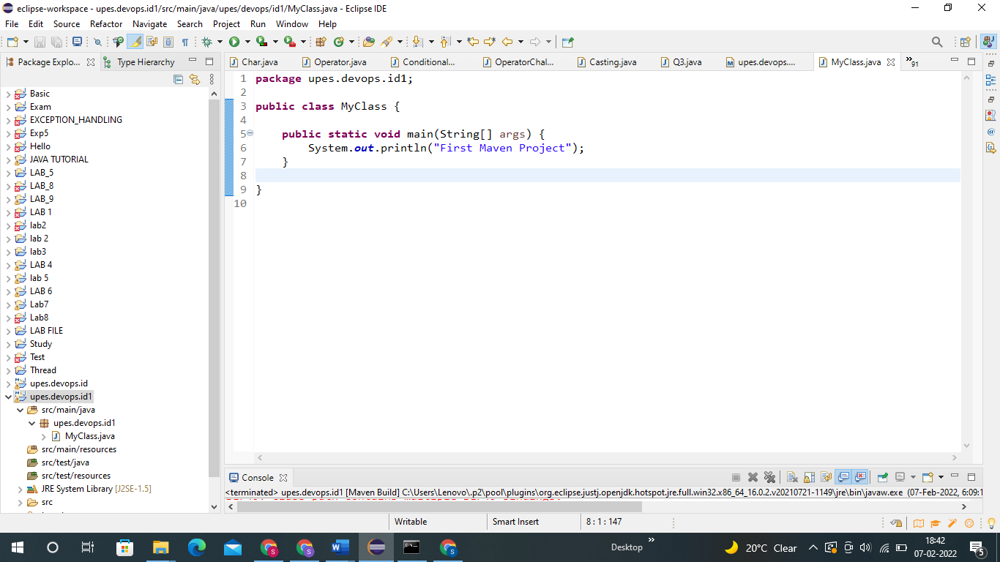 eclipse-workspace - upes.devops.id1/src/main/java/upes/devops/id1/MyClass.java - Eclipse IDE
File Edit Source Refactor Navigate Search Project Run Window Help
Package Explo... Type Hierarchy
Basic
Exam
EXCEPTION_HANDLING
Exp5
Hello
JAVA TUTORIAL
LAB_5
LAB_8
LAB_9
LAB 1
lab2
lab 2
lab3
LAB 4
lab 5
LAB 6
Lab7
Lab8
LAB FILE
Study
Test
Thread
upes.devops.id
upes.devops.id1
src/main/java
upes.devops.id1
MyClass.java
src/main/resources
src/test/java
src/test/resources
JRE System Library [J2SE-1.5]
src
Char.java Operator.java Conditional... OperatorChal... Casting.java Q3.java upes.devops.... MyClass.java 91
1 package upes.devops.id1;
2
3 public class MyClass {
4
5 public static void main(String[] args) {
6 System.out.println("First Maven Project");
7 }
8
9 }
10
Console
<terminated> upes.devops.id1 [Maven Build] C:\Users\Lenovo\.p2\pool\plugins\org.eclipse.justj.openjdk.hotspot.jre.full.win32.x86_64_16.0.2.v20210721-1149\jre\bin\javaw.exe (07-Feb-2022, 6:09:1
Writable Smart Insert 8 : 1 : 147
Desktop 20°C Clear 18:42
07-02-2022
5